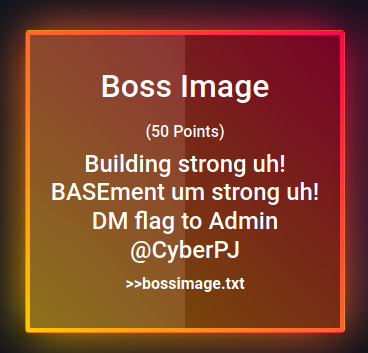 Boss Image
(50 Points)
Building strong uh!
BASEment um strong uh!
DM flag to Admin
@CyberPJ
>>bossimage.txt